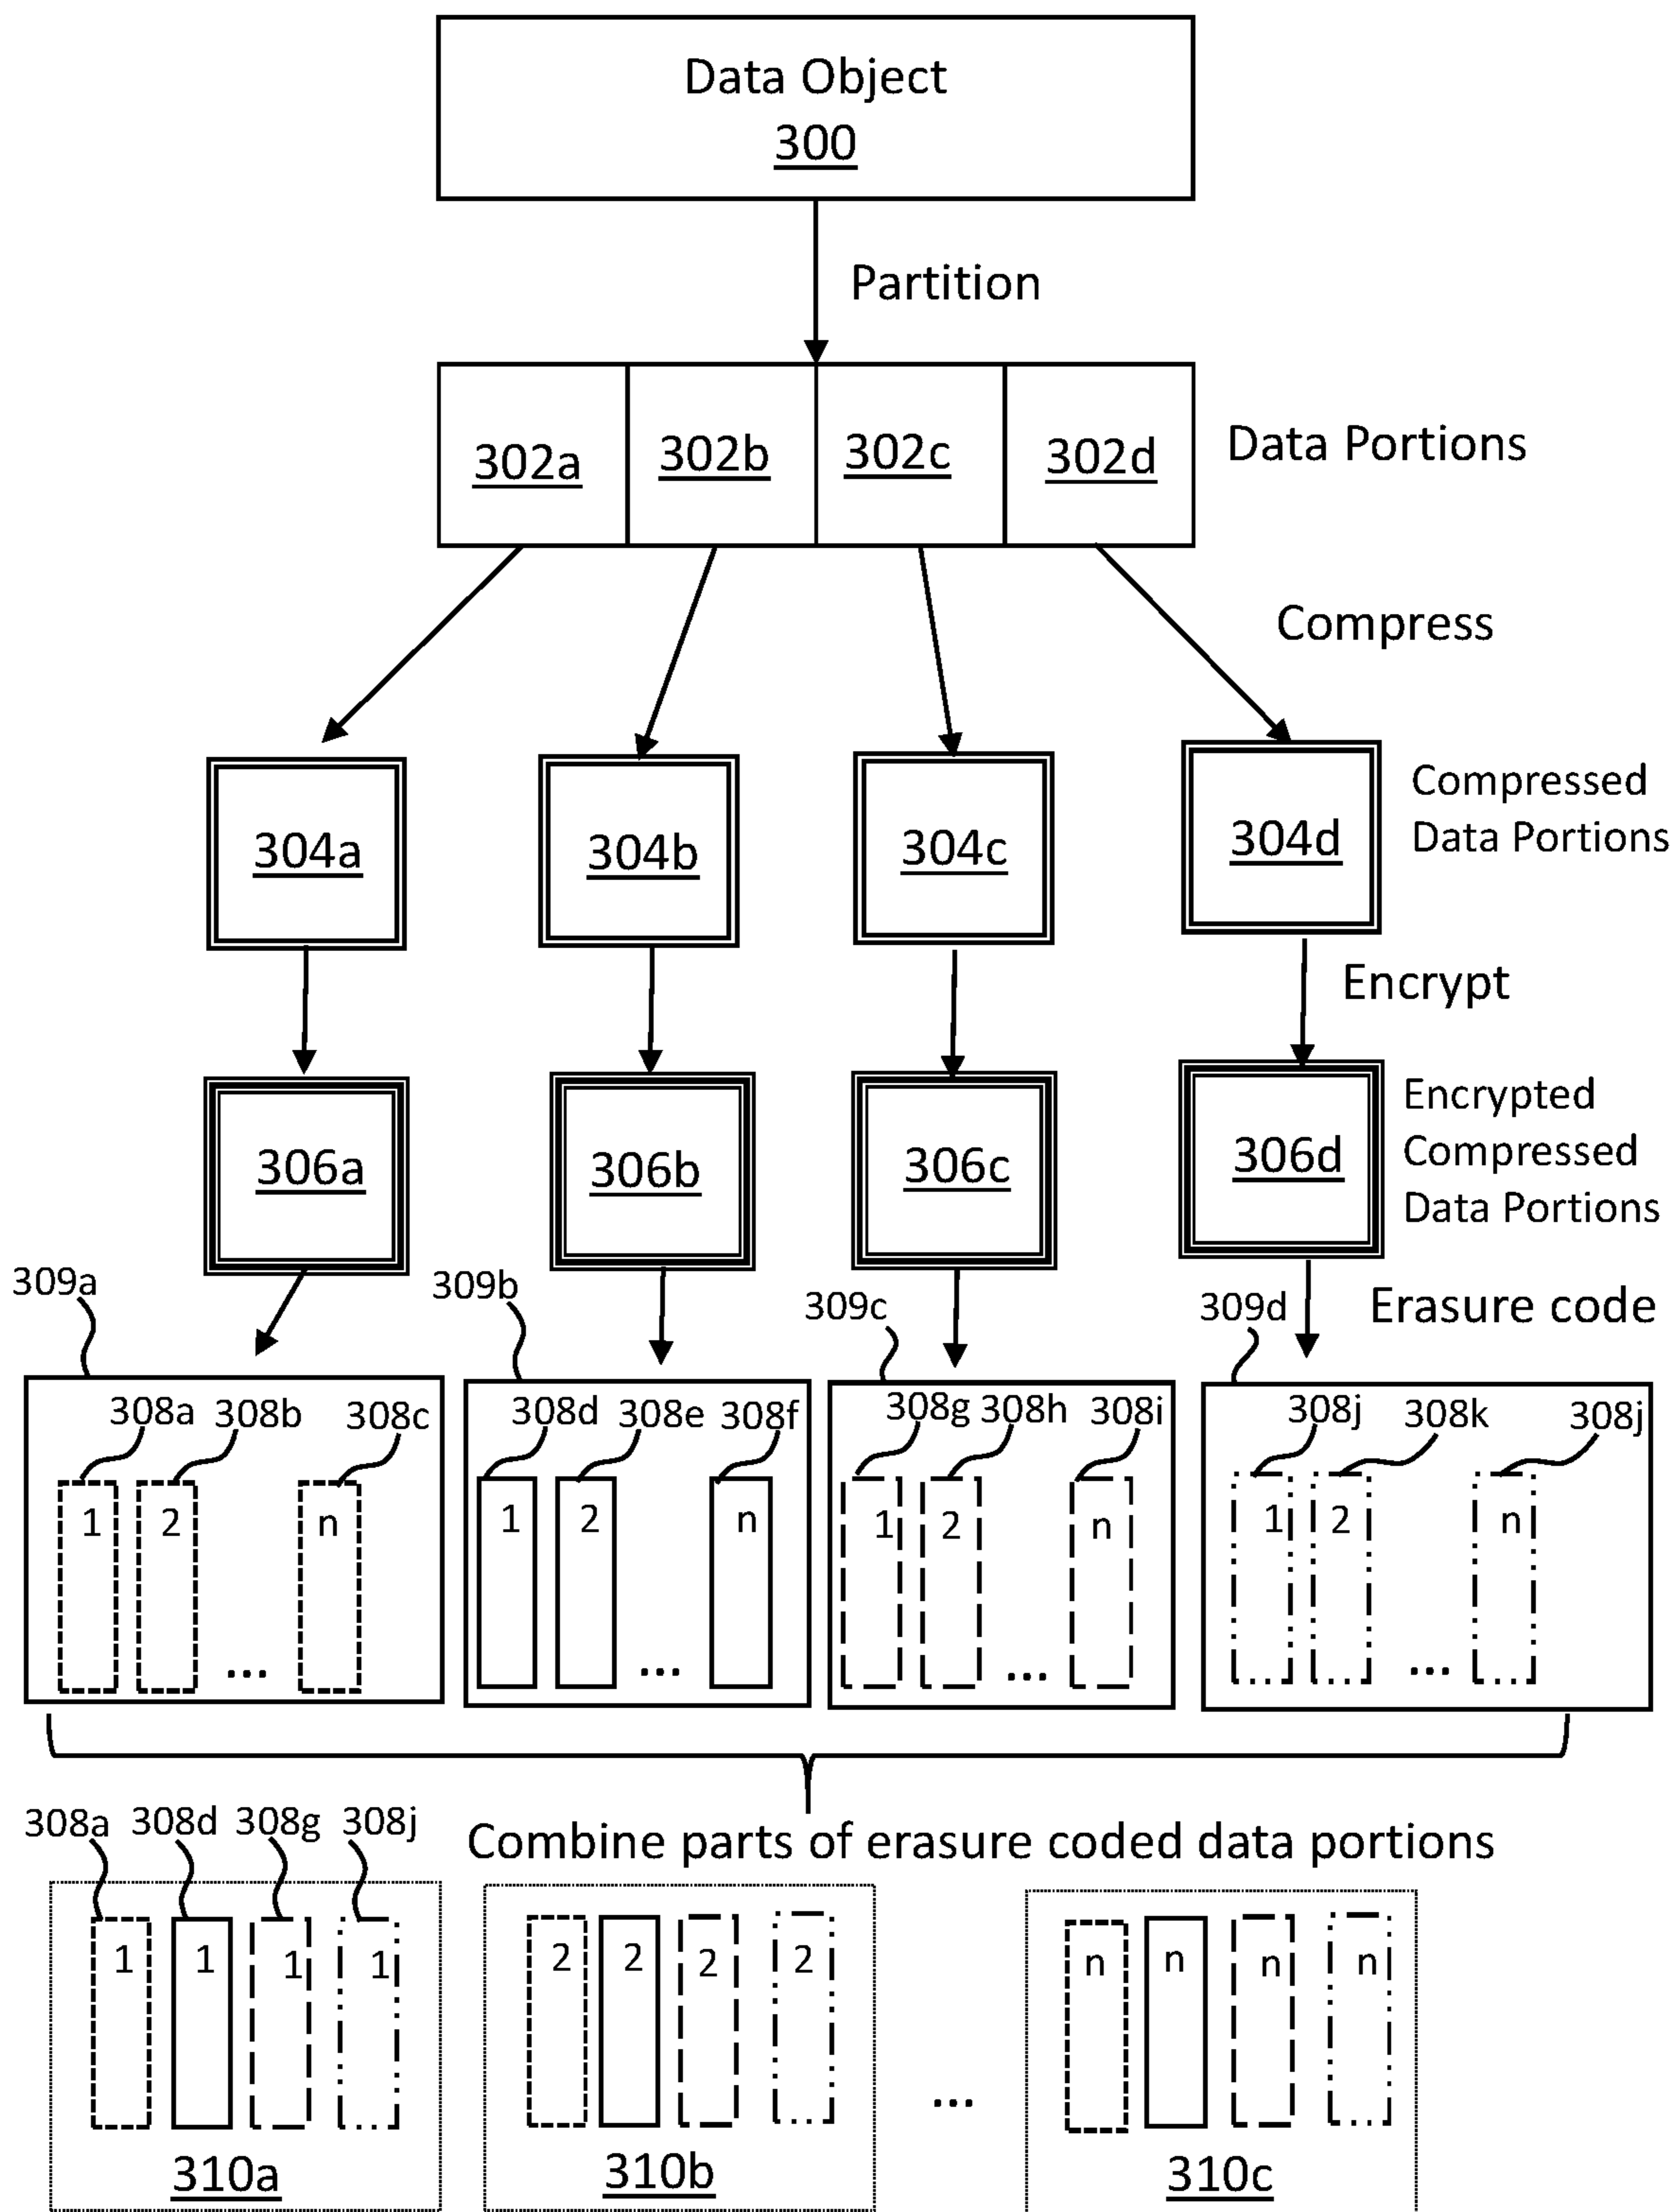 Data Object
300
Partition
302a 302b 302c 302d Data Portions
Compress
304a 304b 304c 304d
Compressed
Data Portions
Encrypt
306a 306b 306c 306d
Encrypted
Compressed
Data Portions
309a 309b 309c 309d Erasure code
308a 308b 308c 308d 308e 308f 308g 308h 308i 308j 308k 308j
1 2 n 1 2 n 1 2 n 1 2 n
... ... ... ...
308a 308d 308g 308j
Combine parts of erasure coded data portions
1 1 1 1 2 2 2 2 n n n n
...
310a 310b 310c